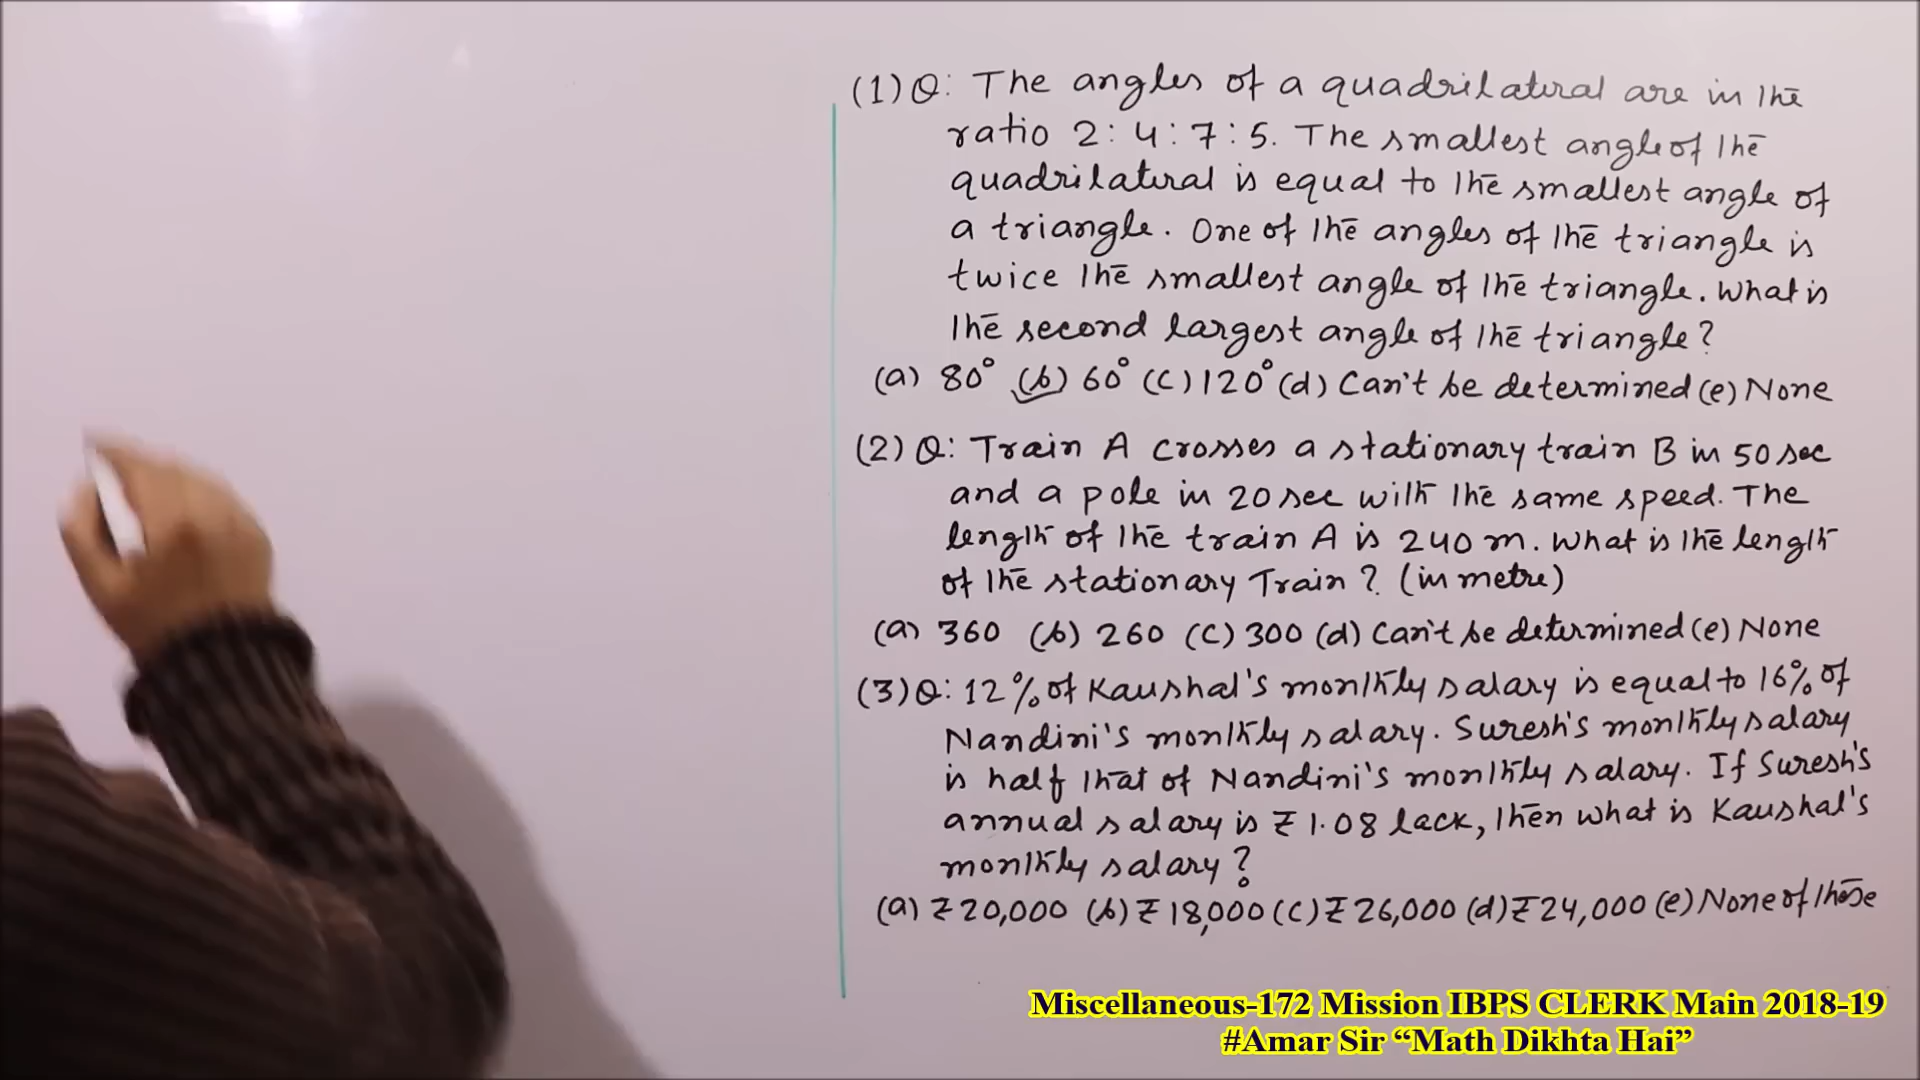 (1) Q: The angles of a quadrilateral are in the
ratio 2:4:7:5. The smallest angle of the
quadrilateral is equal to the smallest angle of
a triangle. One of the angles of the triangle is
twice the smallest angle of the triangle. What is
the second largest angle of the triangle?
(a) 80° (b) 60° (c) 120° (d) Can't be determined (e) None
(2) Q: Train A crosses a stationary train B in 50 sec
and a pole in 20 sec with the same speed. The
length of the train A is 240 m. What is the length
of the stationary Train? (in metre)
(a) 360 (b) 260 (c) 300 (d) Can't be determined (e) None
(3) Q: 12% of Kaushal's monthly salary is equal to 16% of
Nandini's monthly salary. Suresh's monthly salary
is half that of Nandini's monthly salary. If Suresh's
annual salary is ₹ 1.08 lack, then what is Kaushal's
monthly salary?
(a) ₹ 20,000 (b) ₹ 18,000 (c) ₹ 26,000 (d) ₹ 24,000 (e) None of these
Miscellaneous-172 Mission IBPS CLERK Main 2018-19
#Amar Sir “Math Dikhta Hai”